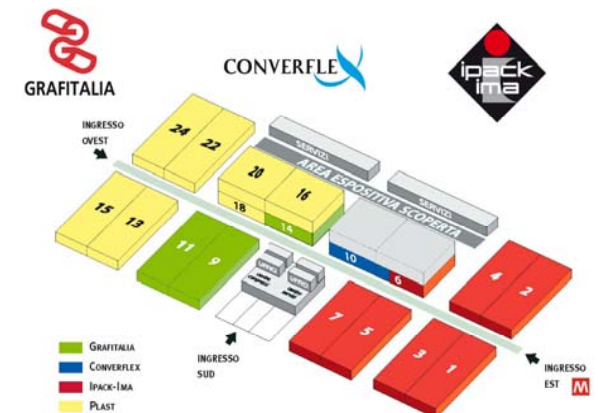 GRAFITALIA
CONVERFLEX
ipack
ima
INGRESSO
OVEST
24
22
SERVIZI
AREA ESPOSITIVA SCOPERTA
SERVIZI
20
16
18
14
15
13
11
9
10
6
4
2
7
5
3
1
INGRESSO
SUD
INGRESSO
EST M
GRAFITALIA
CONVERFLEX
IPACK-IMA
PLAST